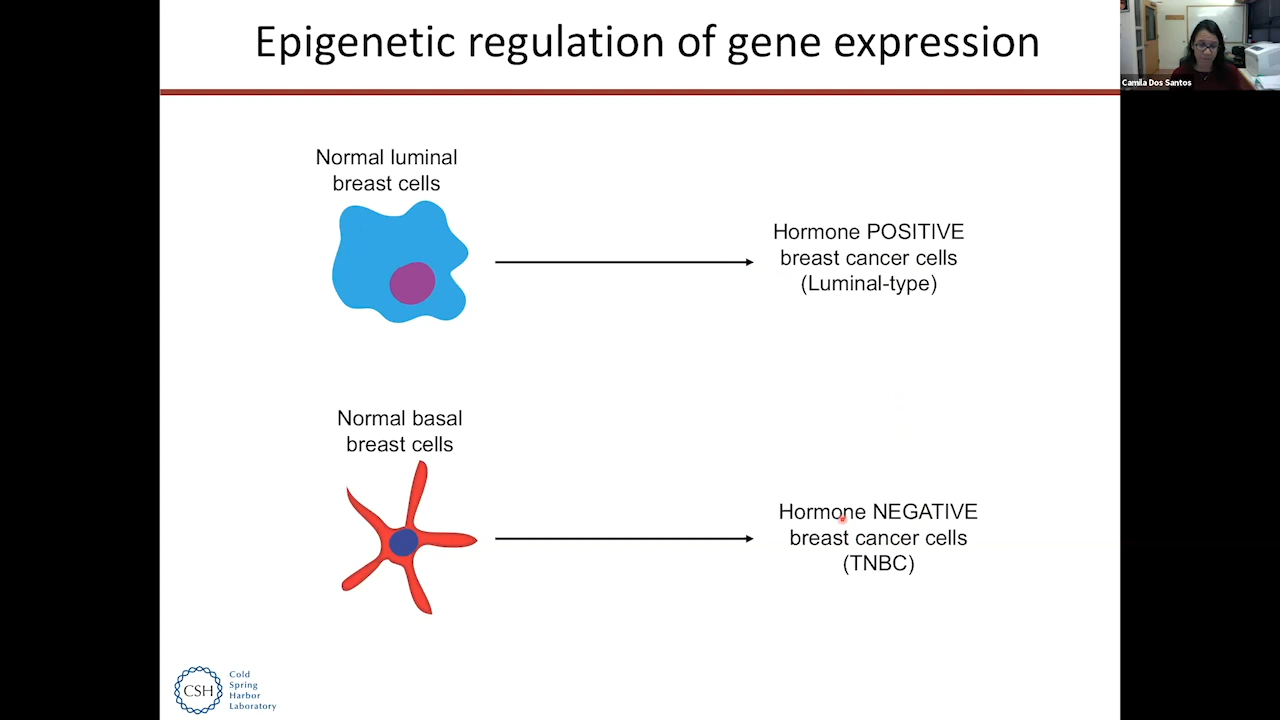 Epigenetic regulation of gene expression
Camila Dos Santos
Normal luminal
breast cells
Hormone POSITIVE
breast cancer cells
(Luminal-type)
Normal basal
breast cells
Hormone NEGATIVE
breast cancer cells
(TNBC)
CSH
Cold
Spring
Harbor
Laboratory